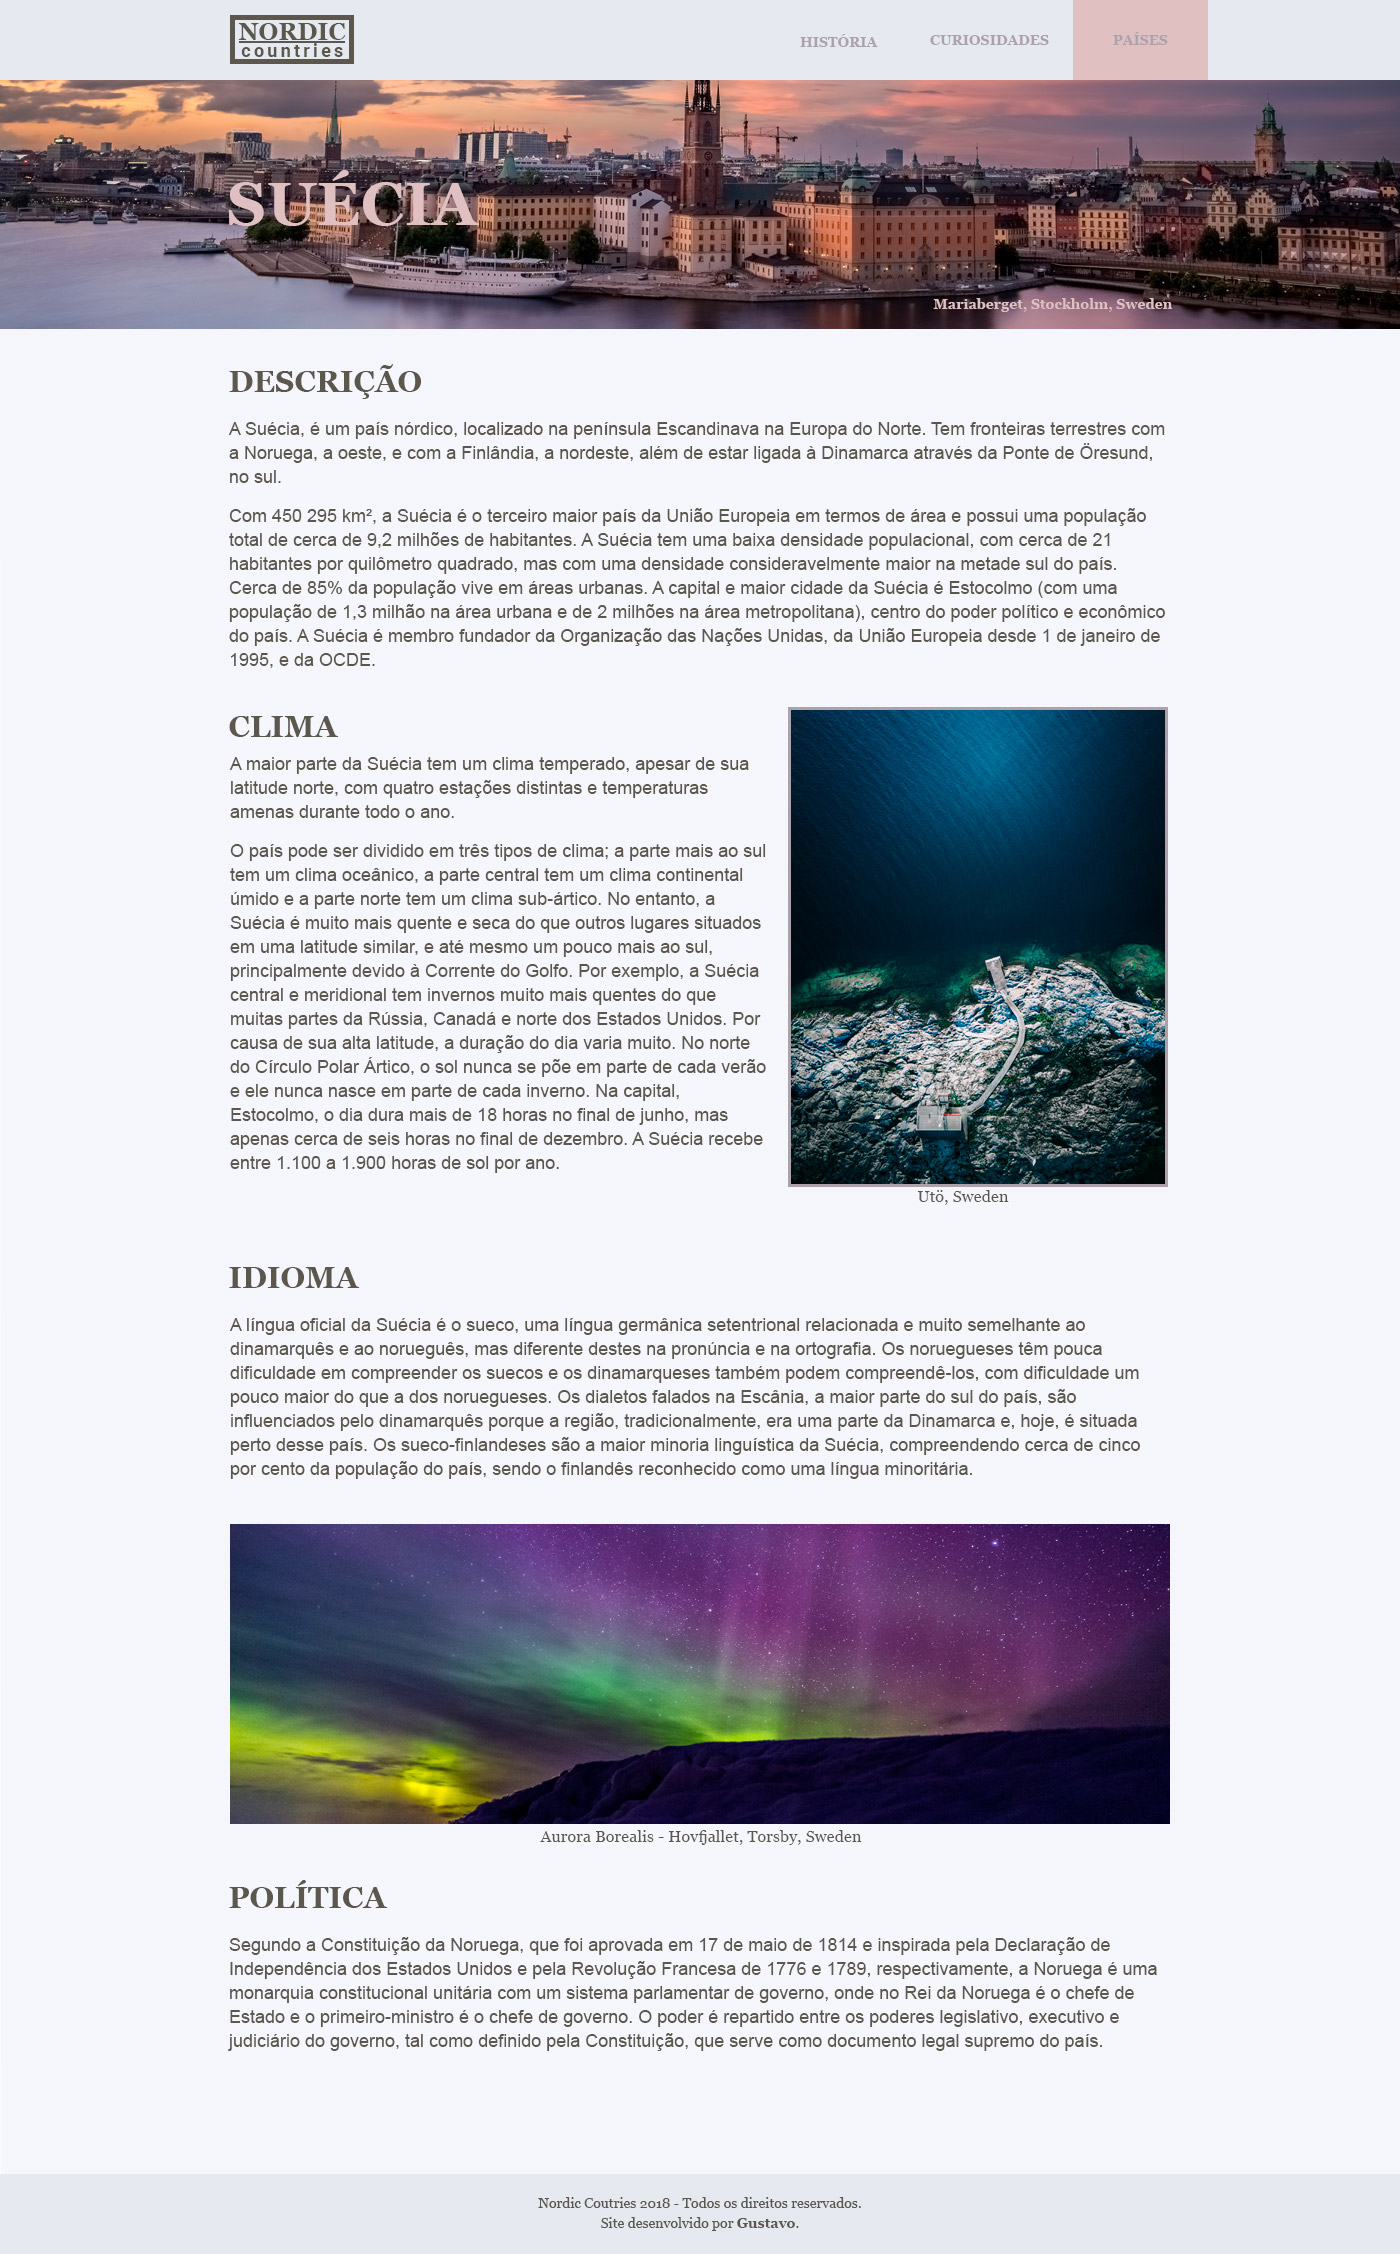 NORDIC
countries
HISTÓRIA
CURIOSIDADES
PAÍSES
SUÉCIA
Mariaberget, Stockholm, Sweden
DESCRIÇÃO
A Suécia, é um país nórdico, localizado na península Escandinava na Europa do Norte. Tem fronteiras terrestres com
a Noruega, a oeste, e com a Finlândia, a nordeste, além de estar ligada à Dinamarca através da Ponte de Öresund,
no sul.
Com 450 295 km², a Suécia é o terceiro maior país da União Europeia em termos de área e possui uma população
total de cerca de 9,2 milhões de habitantes. A Suécia tem uma baixa densidade populacional, com cerca de 21
habitantes por quilômetro quadrado, mas com uma densidade consideravelmente maior na metade sul do país.
Cerca de 85% da população vive em áreas urbanas. A capital e maior cidade da Suécia é Estocolmo (com uma
população de 1,3 milhão na área urbana e de 2 milhões na área metropolitana), centro do poder político e econômico
do país. A Suécia é membro fundador da Organização das Nações Unidas, da União Europeia desde 1 de janeiro de
1995, e da OCDE.
CLIMA
A maior parte da Suécia tem um clima temperado, apesar de sua
latitude norte, com quatro estações distintas e temperaturas
amenas durante todo o ano.
O país pode ser dividido em três tipos de clima; a parte mais ao sul
tem um clima oceânico, a parte central tem um clima continental
úmido e a parte norte tem um clima sub-ártico. No entanto, a
Suécia é muito mais quente e seca do que outros lugares situados
em uma latitude similar, e até mesmo um pouco mais ao sul,
principalmente devido à Corrente do Golfo. Por exemplo, a Suécia
central e meridional tem invernos muito mais quentes do que
muitas partes da Rússia, Canadá e norte dos Estados Unidos. Por
causa de sua alta latitude, a duração do dia varia muito. No norte
do Círculo Polar Ártico, o sol nunca se põe em parte de cada verão
e ele nunca nasce em parte de cada inverno. Na capital,
Estocolmo, o dia dura mais de 18 horas no final de junho, mas
apenas cerca de seis horas no final de dezembro. A Suécia recebe
entre 1.100 a 1.900 horas de sol por ano.
Utö, Sweden
IDIOMA
A língua oficial da Suécia é o sueco, uma língua germânica setentrional relacionada e muito semelhante ao
dinamarquês e ao norueguês, mas diferente destes na pronúncia e na ortografia. Os noruegueses têm pouca
dificuldade em compreender os suecos e os dinamarqueses também podem compreendê-los, com dificuldade um
pouco maior do que a dos noruegueses. Os dialetos falados na Escânia, a maior parte do sul do país, são
influenciados pelo dinamarquês porque a região, tradicionalmente, era uma parte da Dinamarca e, hoje, é situada
perto desse país. Os sueco-finlandeses são a maior minoria linguística da Suécia, compreendendo cerca de cinco
por cento da população do país, sendo o finlandês reconhecido como uma língua minoritária.
Aurora Borealis - Hovfjallet, Torsby, Sweden
POLÍTICA
Segundo a Constituição da Noruega, que foi aprovada em 17 de maio de 1814 e inspirada pela Declaração de
Independência dos Estados Unidos e pela Revolução Francesa de 1776 e 1789, respectivamente, a Noruega é uma
monarquia constitucional unitária com um sistema parlamentar de governo, onde no Rei da Noruega é o chefe de
Estado e o primeiro-ministro é o chefe de governo. O poder é repartido entre os poderes legislativo, executivo e
judiciário do governo, tal como definido pela Constituição, que serve como documento legal supremo do país.
Nordic Coutries 2018 - Todos os direitos reservados.
Site desenvolvido por Gustavo.